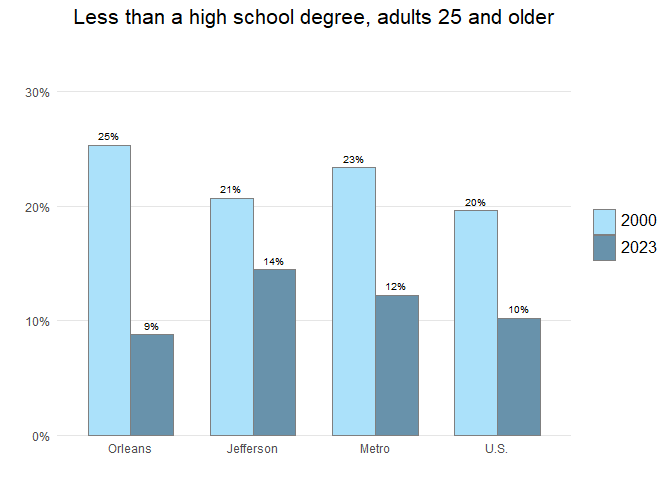 Less than a high school degree, adults 25 and older
30%
20%
10%
0%
25%
9%
21%
14%
23%
12%
20%
10%
Orleans
Jefferson
Metro
U.S.
2000
2023